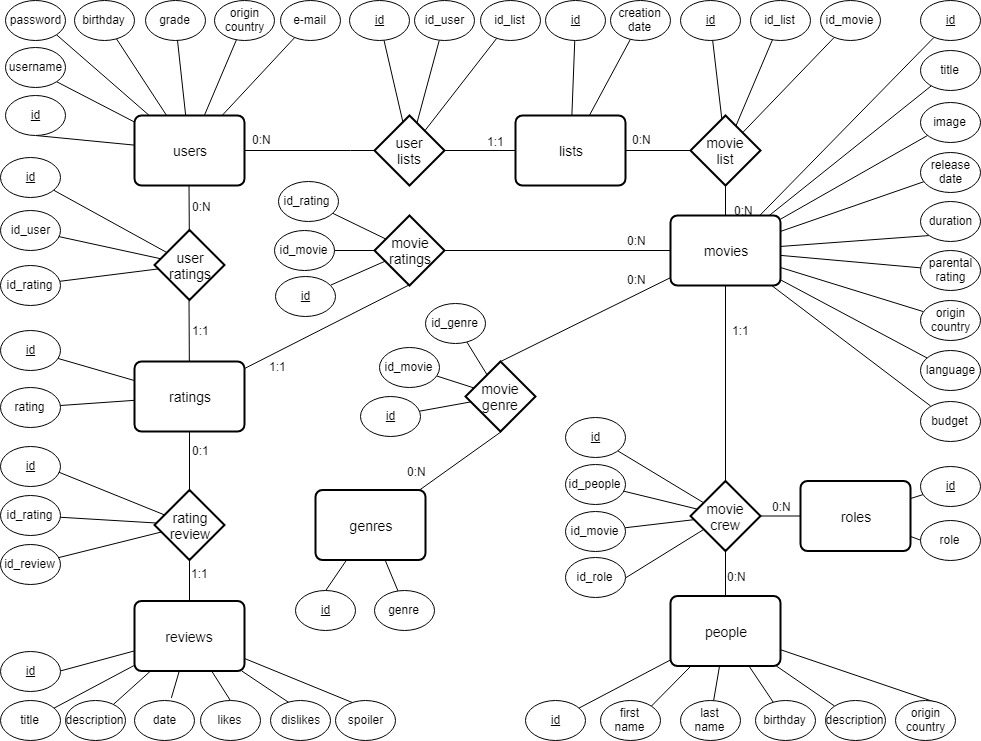 password
birthday
grade
origin
country
e-mail
id
id_user
id_list
id
creation
date
id
id_list
id_movie
id
username
title
id
image
users
0:N
user
lists
1:1
lists
0:N
movie
list
release
date
id
0:N
id_rating
0:N
duration
id_user
user
ratings
id_movie
movie
ratings
0:N
movies
id_rating
id
0:N
parental
rating
origin
country
id
1:1
id_genre
1:1
1:1
id_movie
language
rating
ratings
id
movie
genre
budget
0:1
id
id
0:N
id_people
id
id_rating
rating
review
genres
id_movie
movie
crew
0:N
roles
role
id_review
1:1
id_role
0:N
id
genre
reviews
people
id
title
description
date
likes
dislikes
spoiler
id
first
name
last
name
birthday
description
origin
country